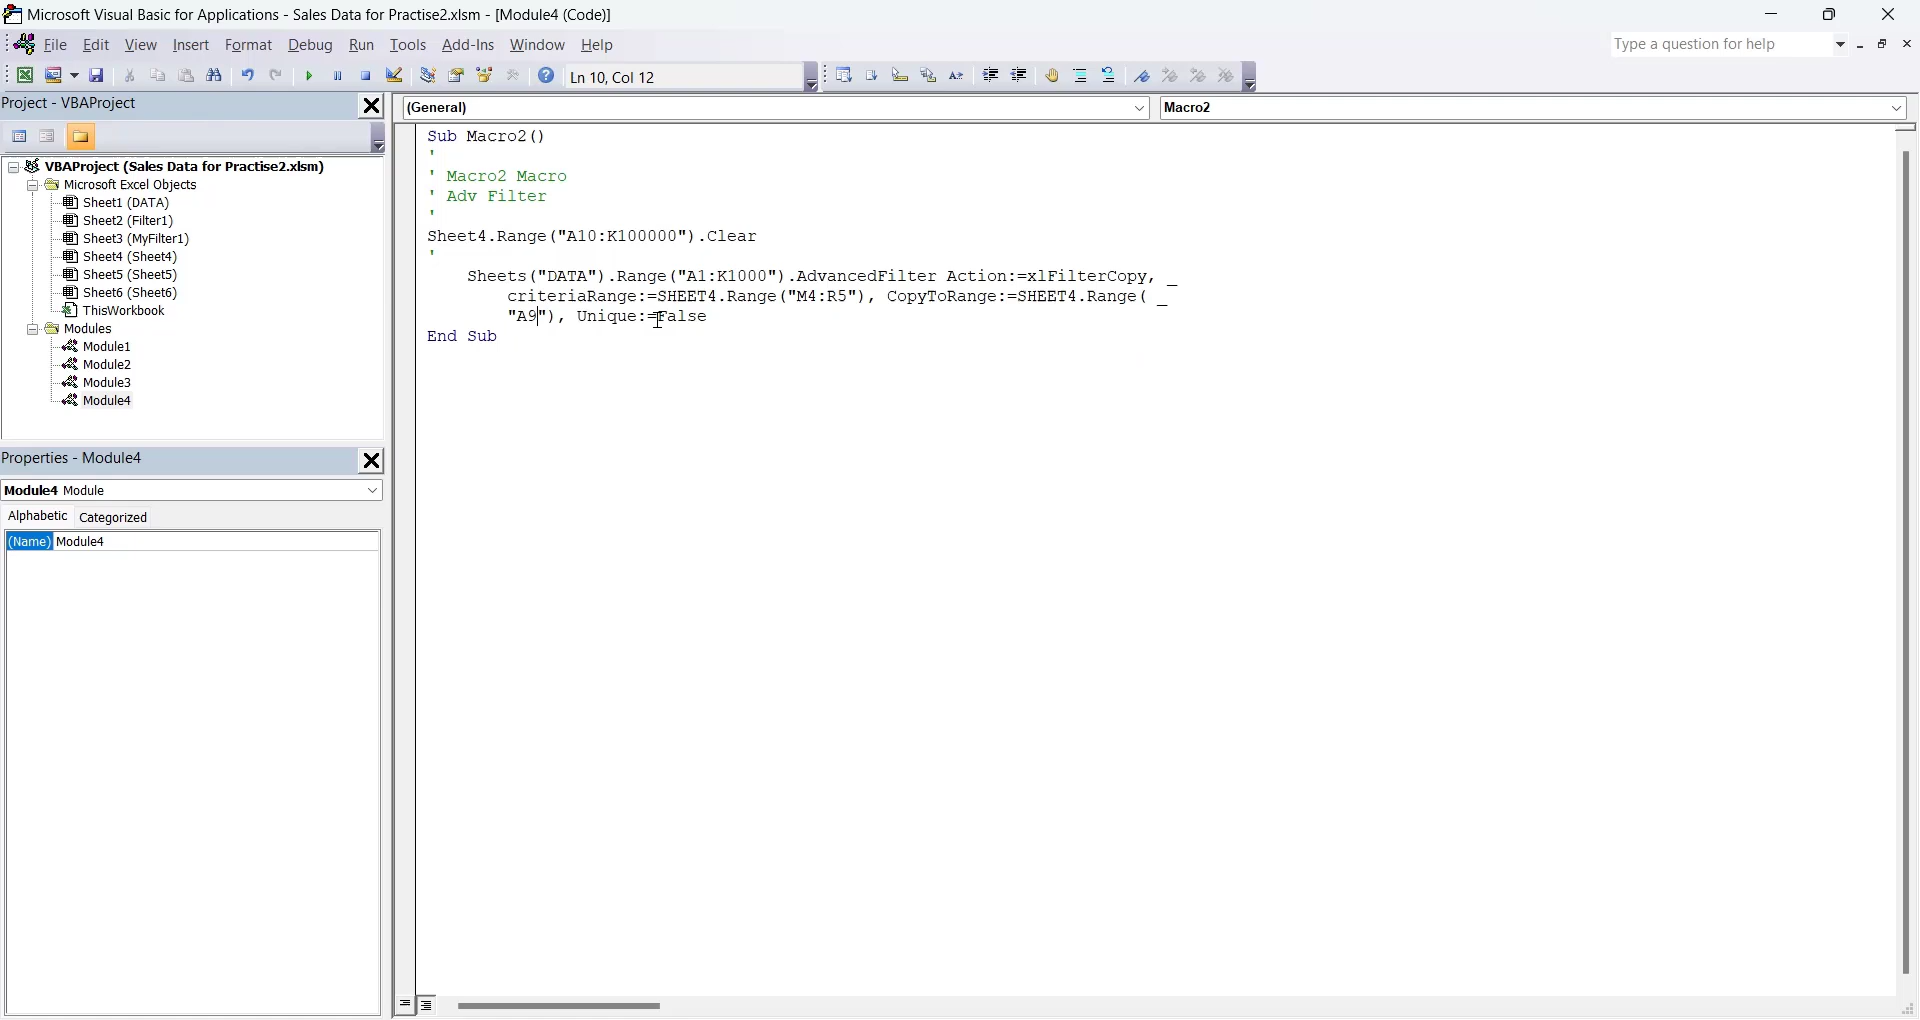 Microsoft Visual Basic for Applications - Sales Data for Practise2.xlsm - [Module4 (Code)]
File Edit View Insert Format Debug Run Tools Add-Ins Window Help
Type a question for help
Ln 10, Col 12
Project - VBAProject
(General)
Macro2
VBAProject (Sales Data for Practise2.xlsm)
Microsoft Excel Objects
Sheet1 (DATA)
Sheet2 (Filter1)
Sheet3 (MyFilter1)
Sheet4 (Sheet4)
Sheet5 (Sheet5)
Sheet6 (Sheet6)
ThisWorkbook
Modules
Module1
Module2
Module3
Module4
Properties - Module4
Module4 Module
Alphabetic Categorized
(Name) Module4
Sub Macro2()
'
' Macro2 Macro
' Adv Filter
'
Sheet4.Range("A10:K100000").Clear
'
Sheets("DATA").Range("A1:K1000").AdvancedFilter Action:=xlFilterCopy, _
criteriaRange:=SHEET4.Range("M4:R5"), CopyToRange:=SHEET4.Range( _
"A9"), Unique:=False
End Sub